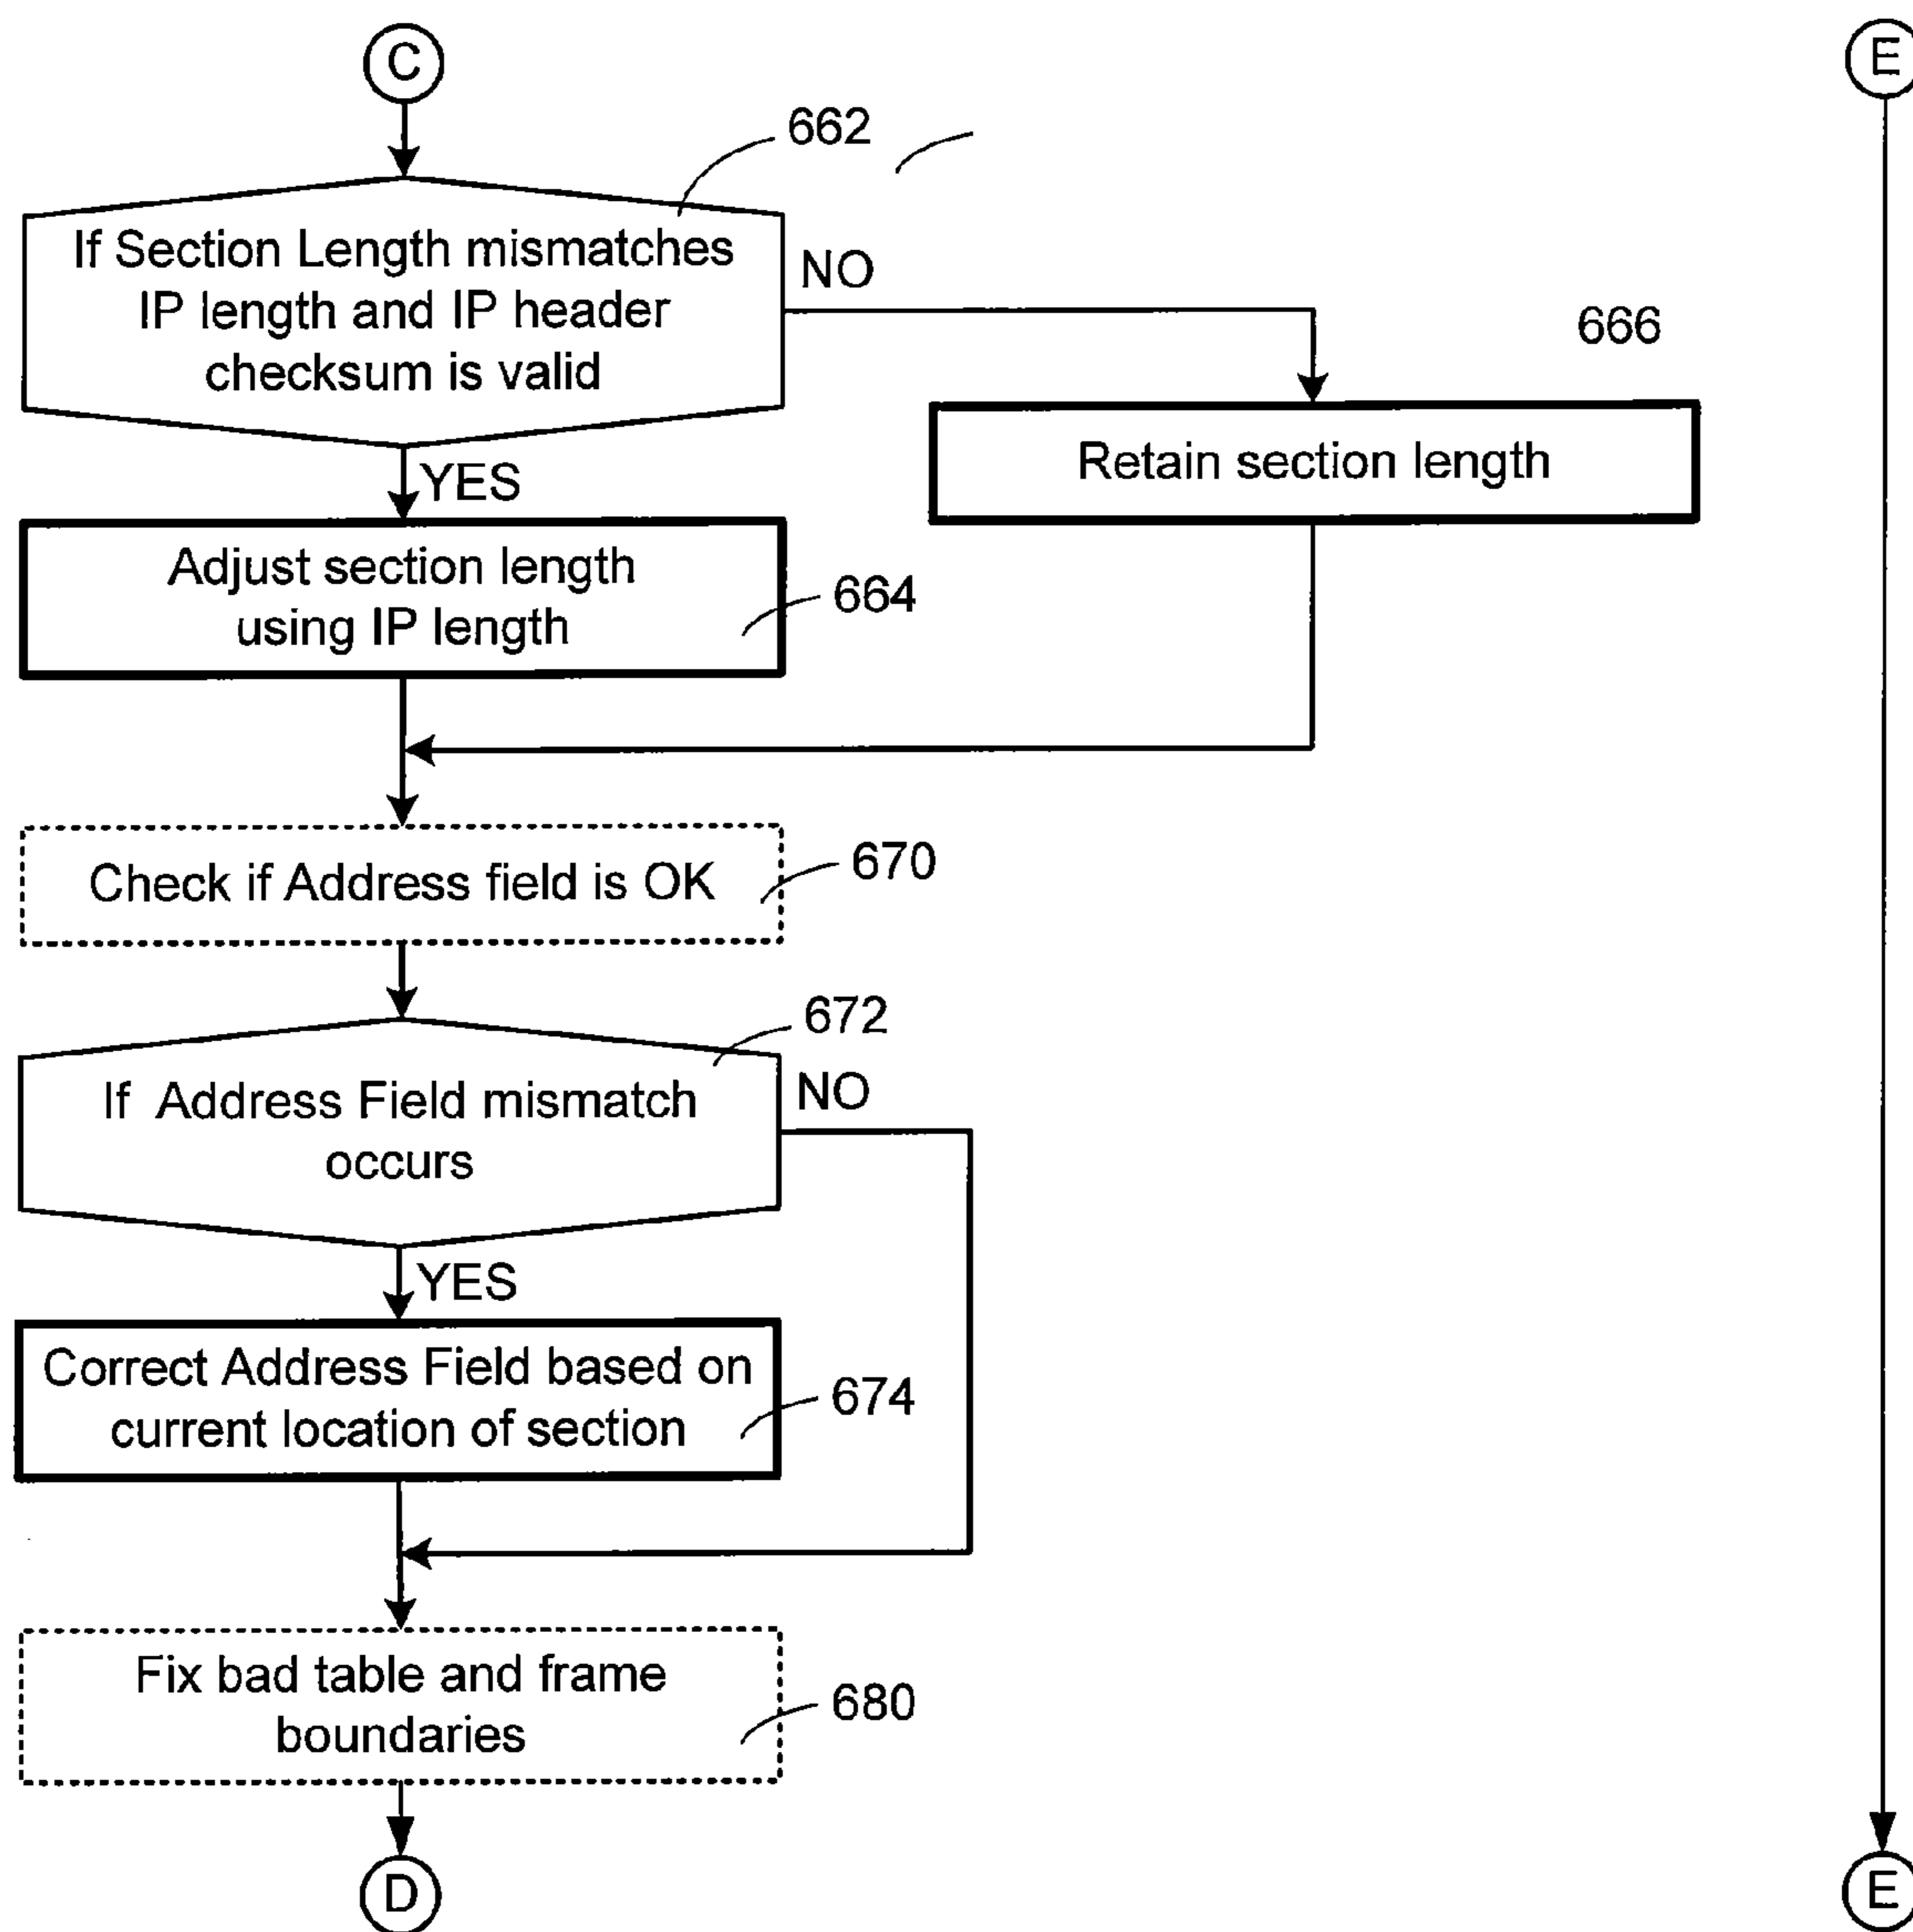 C
E
662
If Section Length mismatches
IP length and IP header
checksum is valid
NO
666
Retain section length
YES
Adjust section length
using IP length
664
Check if Address field is OK
670
672
If Address Field mismatch
occurs
NO
YES
Correct Address Field based on
current location of section
674
Fix bad table and frame
boundaries
680
D
E